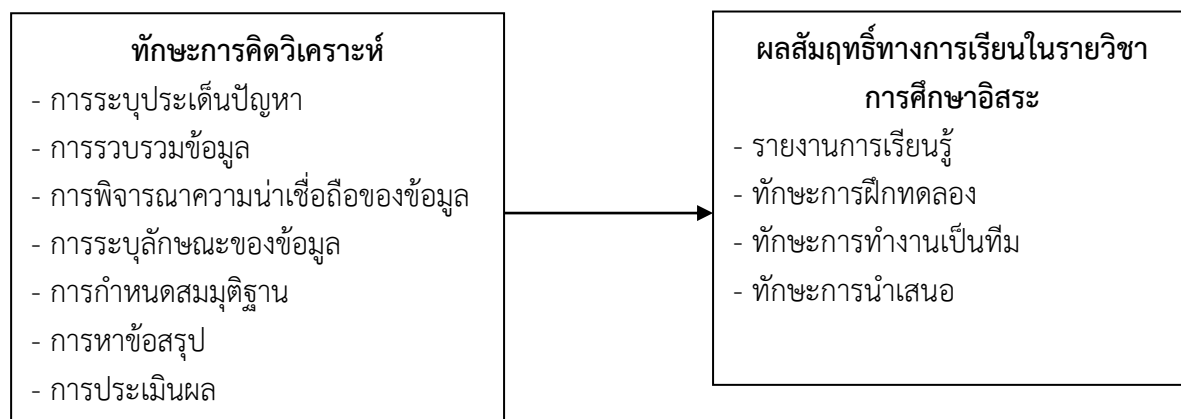 ทักษะการคิดวิเคราะห์
- การระบุประเด็นปัญหา
- การรวบรวมข้อมูล
- การพิจารณาความน่าเชื่อถือของข้อมูล
- การระบุลักษณะของข้อมูล
- การกำหนดสมมุติฐาน
- การหาข้อสรุป
- การประเมินผล
ผลสัมฤทธิ์ทางการเรียนในรายวิชา
การศึกษาอิสระ
- รายงานการเรียนรู้
- ทักษะการฝึกทดลอง
- ทักษะการทำงานเป็นทีม
- ทักษะการนำเสนอ